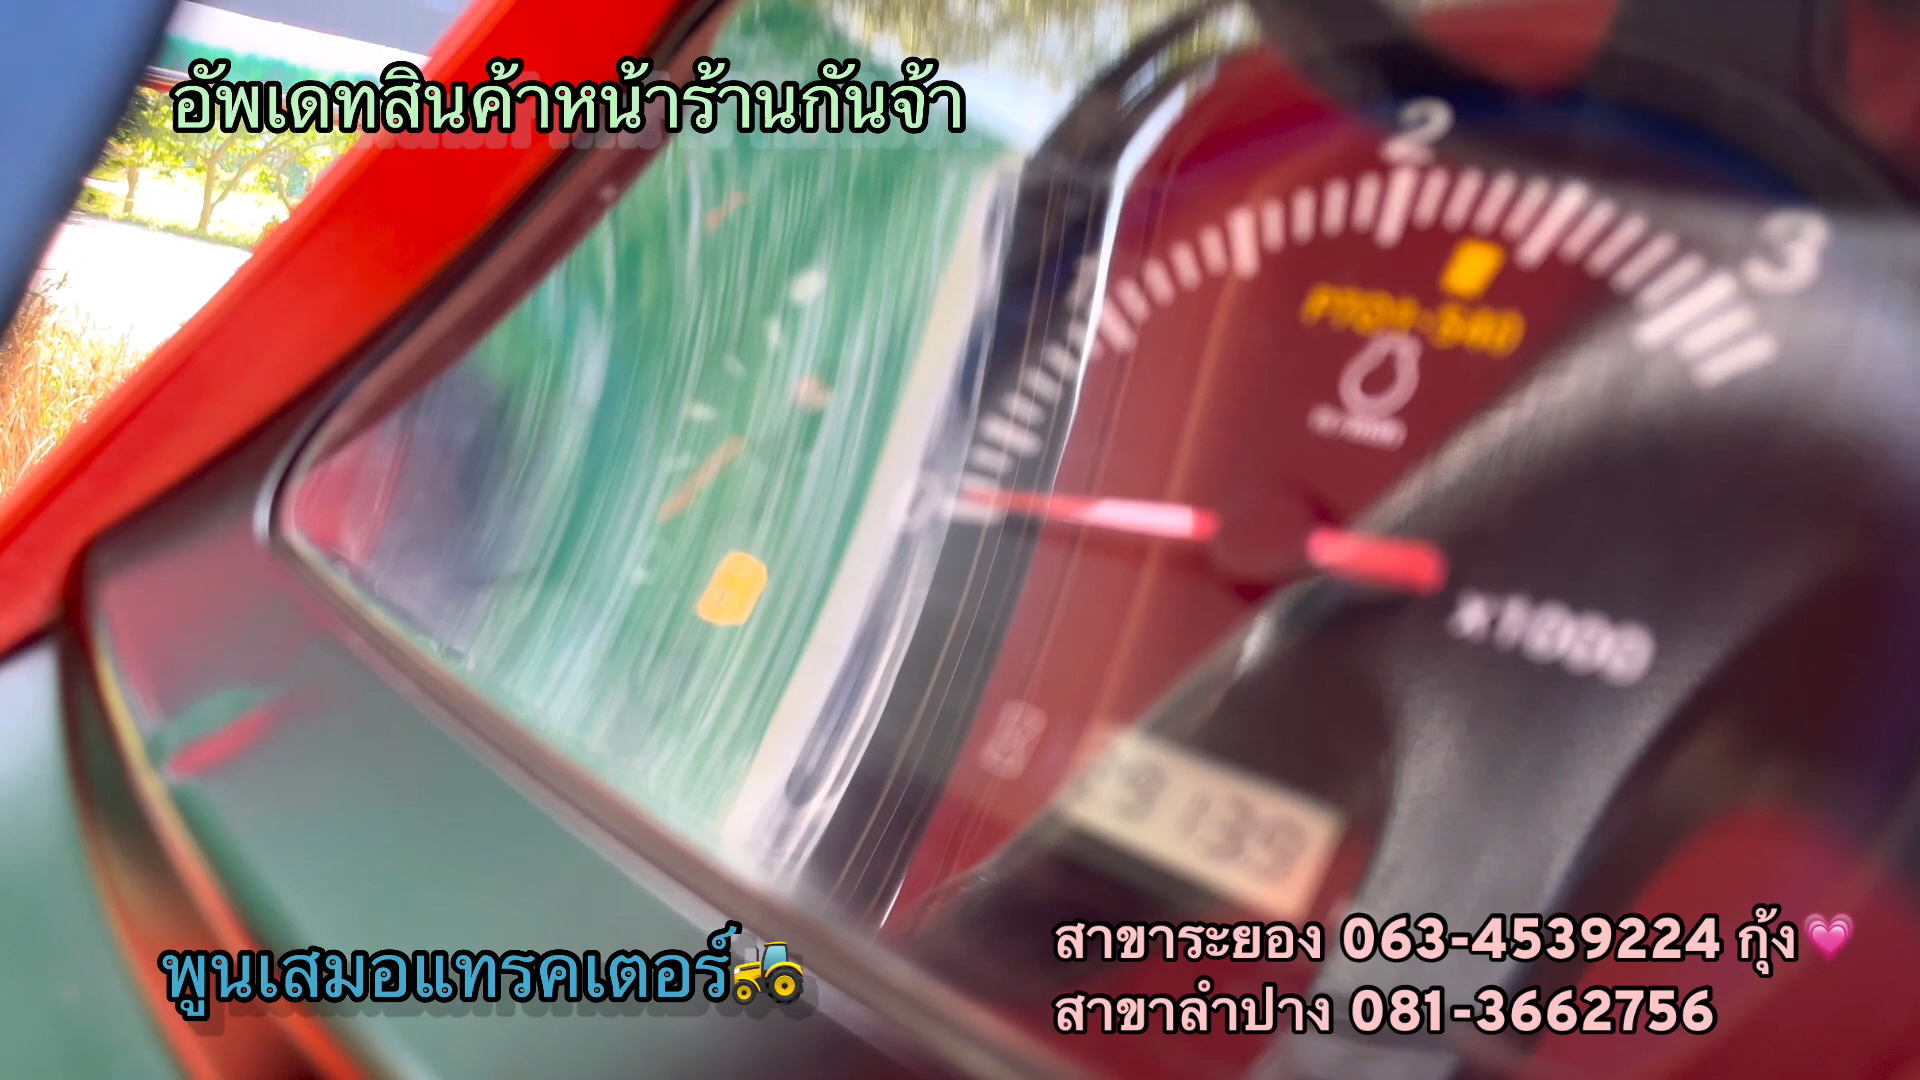 อัพเดทสินค้าหน้าร้านกันจ้า
2
3
x1000
พูนเสมอแทรคเตอร์🚜
สาขาระยอง 063-4539224 กุ้ง💗
สาขาลำปาง 081-3662756